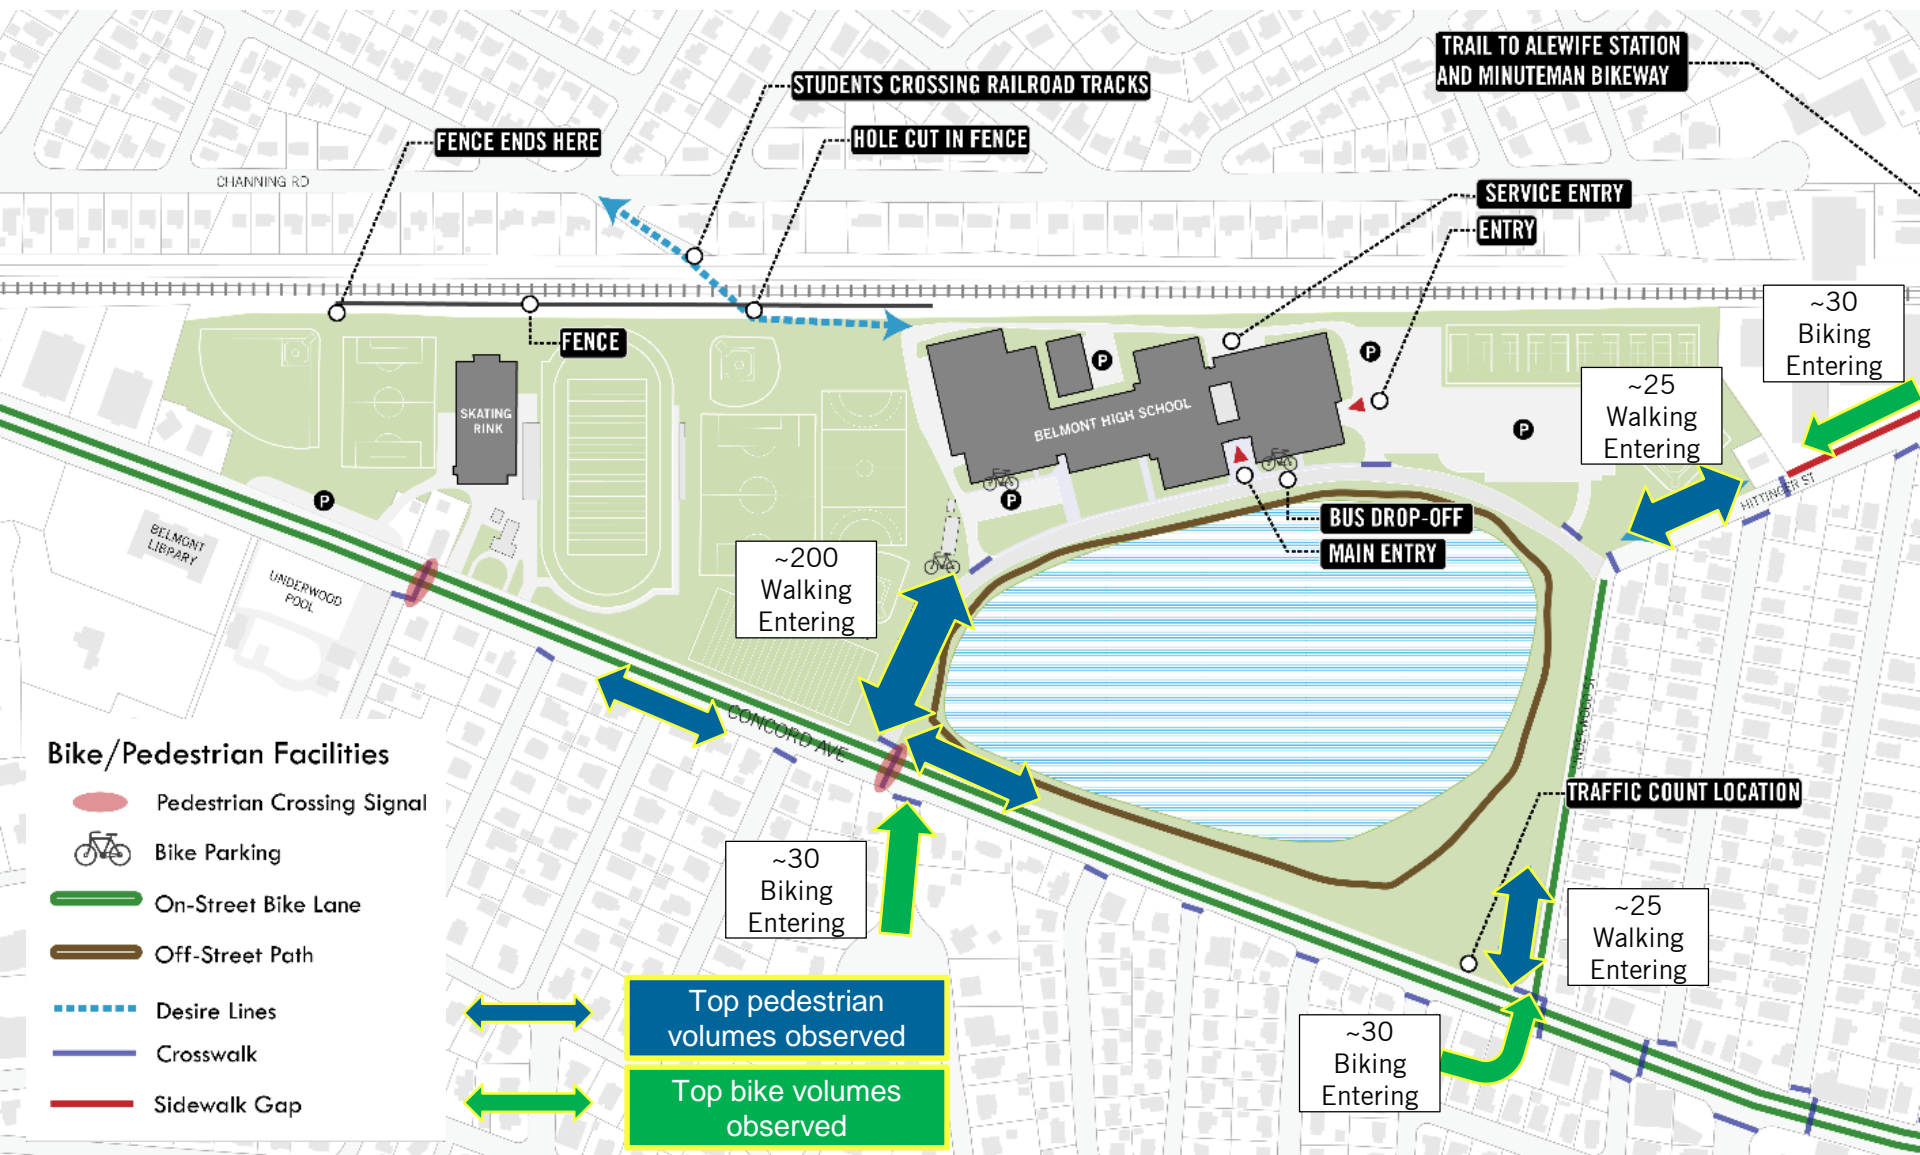 TRAIL TO ALEWIFE STATION
AND MINUTEMAN BIKEWAY
STUDENTS CROSSING RAILROAD TRACKS
FENCE ENDS HERE
HOLE CUT IN FENCE
CHANNING RD
SERVICE ENTRY
ENTRY
~30
Biking
Entering
FENCE
P
P
~25
Walking
Entering
SKATING
RINK
BELMONT HIGH SCHOOL
P
P
P
HITTINGER ST
BUS DROP-OFF
MAIN ENTRY
BELMONT
LIBRARY
UNDERWOOD
POOL
~200
Walking
Entering
CONCORD AVE
UNDERWOOD ST
TRAFFIC COUNT LOCATION
~30
Biking
Entering
~25
Walking
Entering
~30
Biking
Entering
Bike/Pedestrian Facilities
Pedestrian Crossing Signal
Bike Parking
On-Street Bike Lane
Off-Street Path
Desire Lines
Crosswalk
Sidewalk Gap
Top pedestrian
volumes observed
Top bike volumes
observed